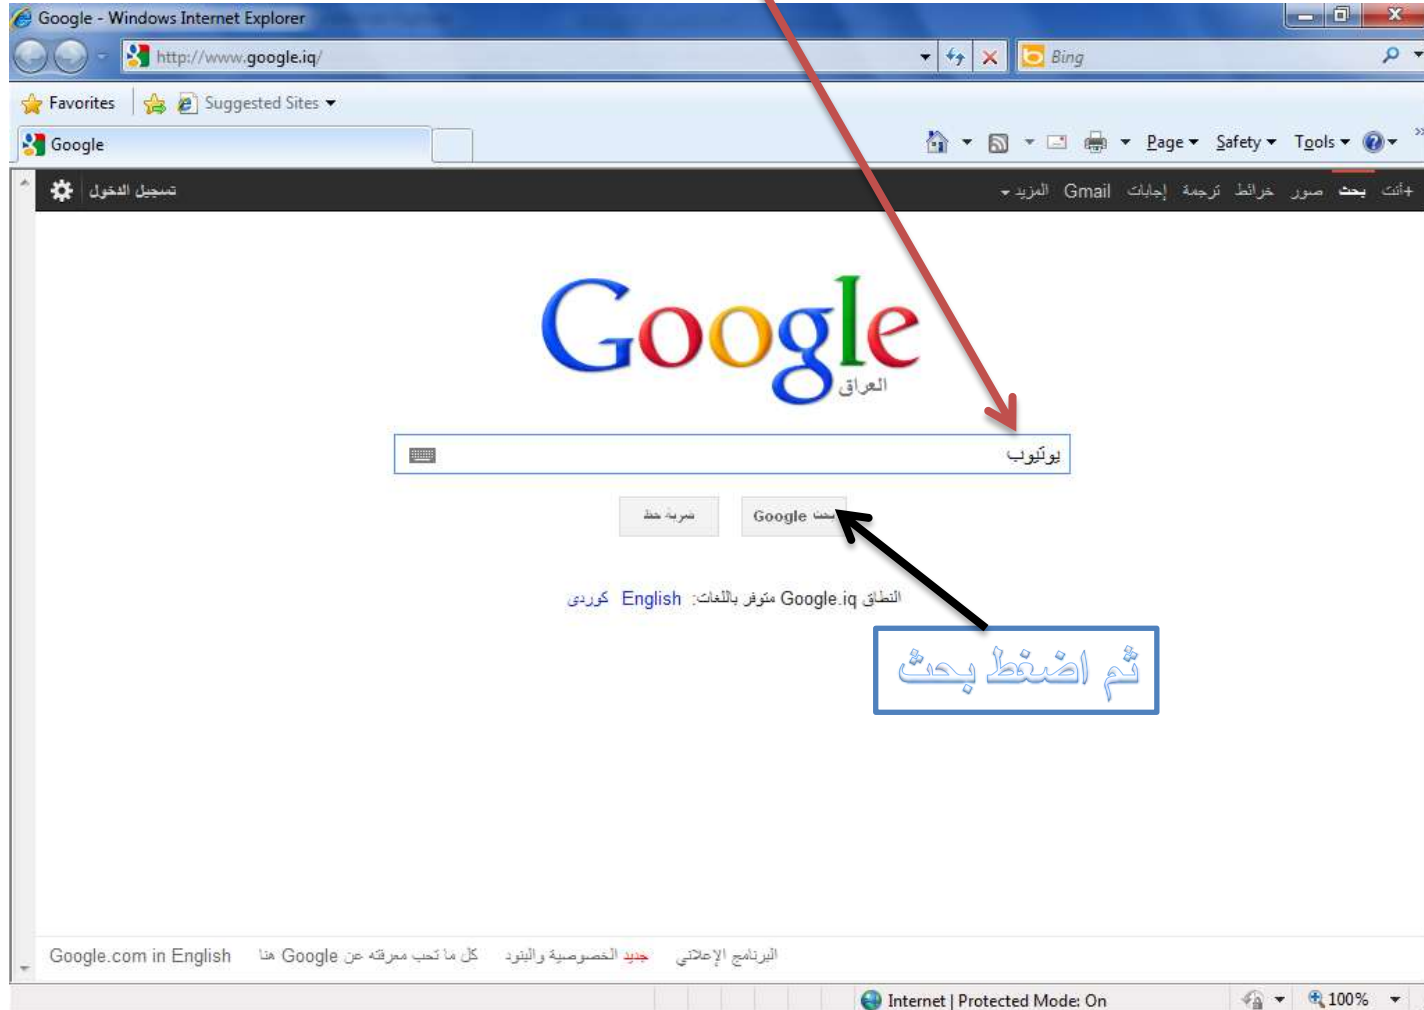 Google - Windows Internet Explorer
http://www.google.iq/
Bing
Favorites Suggested Sites
Google
Page Safety Tools
+أنت بحث صور خرائط ترجمة إجابات Gmail المزيد
تسجيل الدخول
Google
العراق
يوتيوب
بحث Google ضربة حظ
النطاق Google.iq متوفر باللغات: English كوردی
ثم اضغط بحث
البرنامج الإعلاني جديد الخصوصية والبنود كل ما تحب معرفته عن Google هنا Google.com in English
Internet | Protected Mode: On 100%